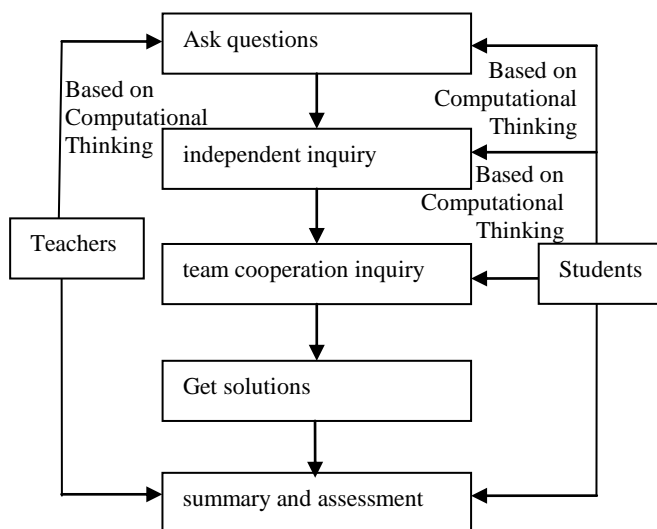 Ask questions
Based on
Computational
Thinking
Based on
Computational
Thinking
independent inquiry
Based on
Computational
Thinking
Teachers
team cooperation inquiry
Students
Get solutions
summary and assessment